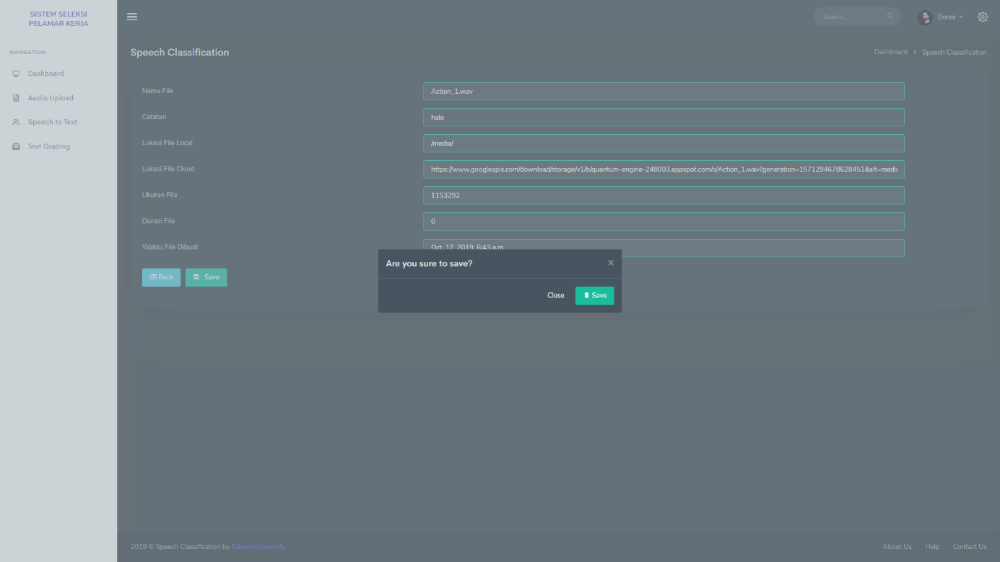 SISTEM SELEKSI
PELAMAR KERJA
Search...
Donni
NAVIGATION
Dashboard
Audio Upload
Speech to Text
Text Grading
Speech Classification
Dashboard > Speech Classification
Nama File
Action_1.wav
Catatan
halo
Lokasi File Local
/media/
Lokasi File Cloud
https://www.googleapis.com/download/storage/v1/b/quantum-engine-248003.appspot.com/o/Action_1.wav?generation=1571294678628451&alt=media
Ukuran File
1153292
Durasi File
0
Waktu File Dibuat
Oct. 17, 2019, 6:43 a.m.
Back
Save
Are you sure to save?
×
Close
Save
2019 © Speech Classification by Telkom Univeristy
About Us
Help
Contact Us